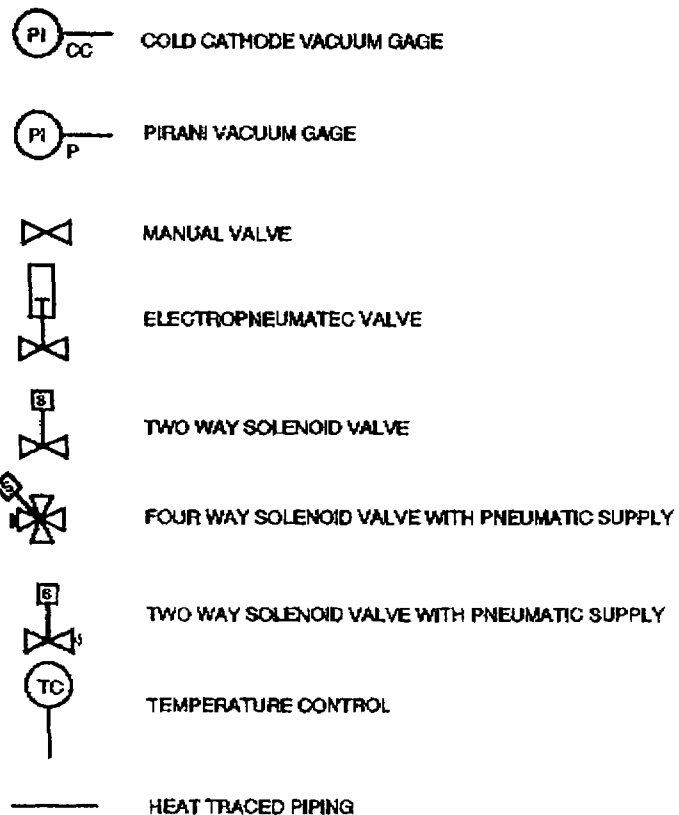 PI CC COLD CATHODE VACUUM GAGE
PI P PIRANI VACUUM GAGE
MANUAL VALVE
ELECTROPNEUMATEC VALVE
S TWO WAY SOLENOID VALVE
S FOUR WAY SOLENOID VALVE WITH PNEUMATIC SUPPLY
S TWO WAY SOLENOID VALVE WITH PNEUMATIC SUPPLY
TC TEMPERATURE CONTROL
HEAT TRACED PIPING